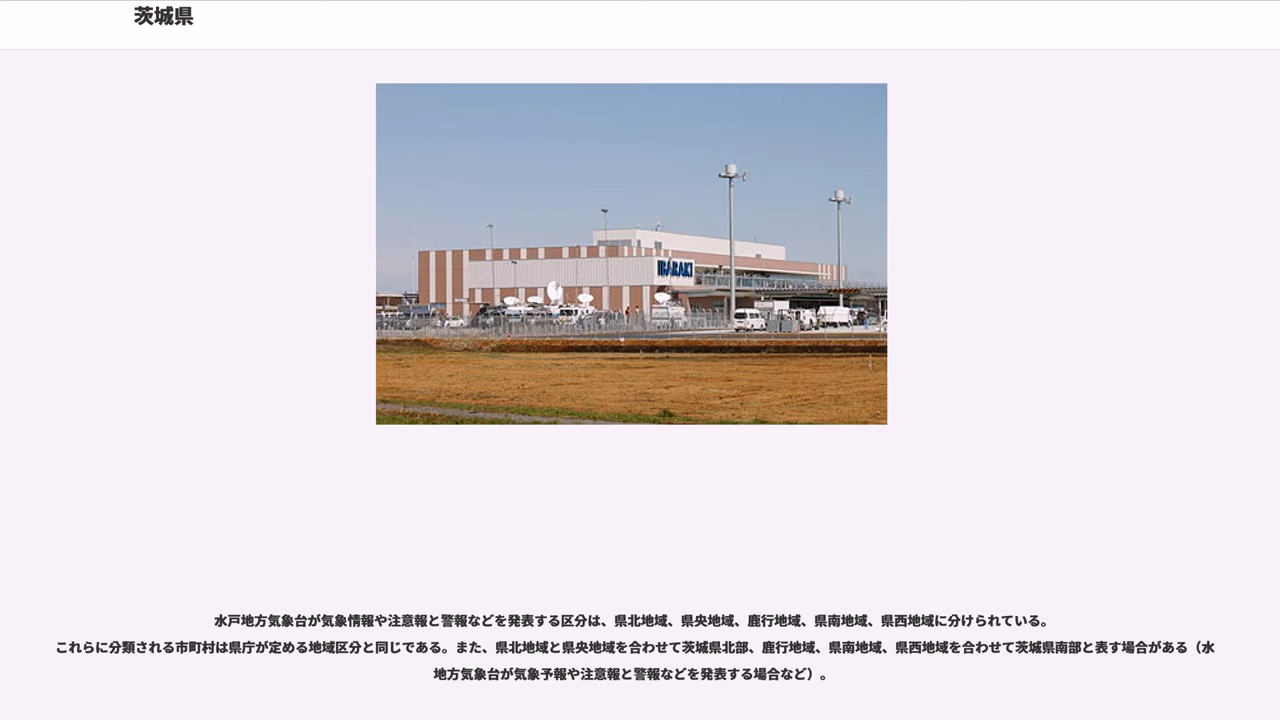 茨城県
IBARAKI
水戸地方気象台が気象情報や注意報と警報などを発表する区分は、県北地域、県央地域、鹿行地域、県南地域、県西地域に分けられている。
これらに分類される市町村は県庁が定める地域区分と同じである。また、県北地域と県央地域を合わせて茨城県北部、鹿行地域、県南地域、県西地域を合わせて茨城県南部と表す場合がある（水
地方気象台が気象予報や注意報と警報などを発表する場合など）。